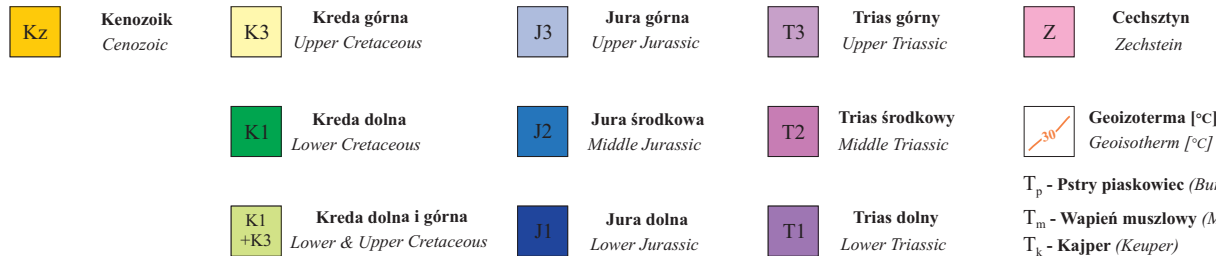 Kz Kenozoik
Cenozoic
K3 Kreda górna
Upper Cretaceous
J3 Jura górna
Upper Jurassic
T3 Trias górny
Upper Triassic
Z Cechsztyn
Zechstein
K1 Kreda dolna
Lower Cretaceous
J2 Jura środkowa
Middle Jurassic
T2 Trias środkowy
Middle Triassic
30 Geoizoterma [°C]
Geoisotherm [°C]
K1
+K3
Kreda dolna i górna
Lower & Upper Cretaceous
J1 Jura dolna
Lower Jurassic
T1 Trias dolny
Lower Triassic
Tp - Pstry piaskowiec
Tm - Wapień muszlowy
Tk - Kajper (Keuper)